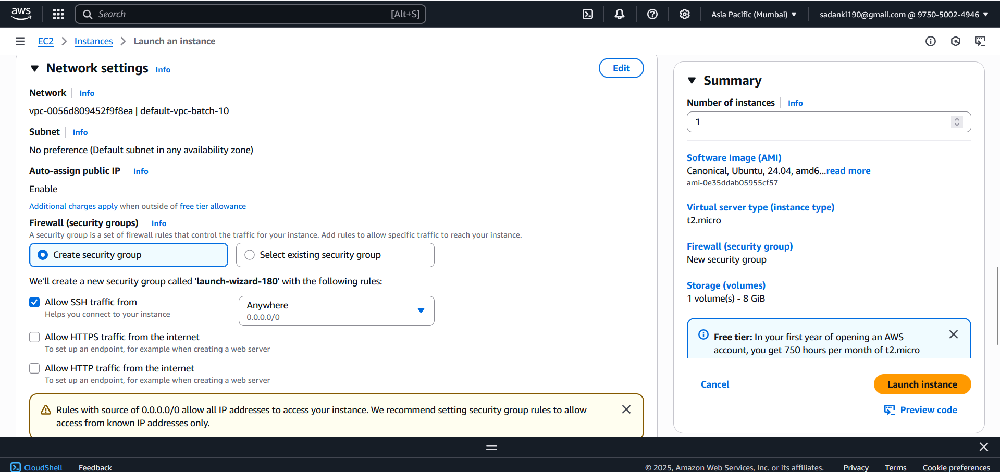 aws
Search [Alt+S]
Asia Pacific (Mumbai)
sadanki190@gmail.com @ 9750-5002-4946
EC2
Instances
Launch an instance
Network settings Info
Edit
Network Info
vpc-0056d809452f9f8ea | default-vpc-batch-10
Subnet Info
No preference (Default subnet in any availability zone)
Auto-assign public IP Info
Enable
Additional charges apply when outside of free tier allowance
Firewall (security groups) Info
A security group is a set of firewall rules that control the traffic for your instance. Add rules to allow specific traffic to reach your instance.
Create security group
Select existing security group
We'll create a new security group called 'launch-wizard-180' with the following rules:
Allow SSH traffic from
Helps you connect to your instance
Anywhere
0.0.0.0/0
Allow HTTPS traffic from the internet
To set up an endpoint, for example when creating a web server
Allow HTTP traffic from the internet
To set up an endpoint, for example when creating a web server
Rules with source of 0.0.0.0/0 allow all IP addresses to access your instance. We recommend setting security group rules to allow
access from known IP addresses only.
Summary
Number of instances Info
1
Software Image (AMI)
Canonical, Ubuntu, 24.04, amd6...read more
ami-0e35ddab05955cf57
Virtual server type (instance type)
t2.micro
Firewall (security group)
New security group
Storage (volumes)
1 volume(s) - 8 GiB
Free tier: In your first year of opening an AWS
account, you get 750 hours per month of t2.micro
Cancel
Launch instance
Preview code
CloudShell
Feedback
© 2025, Amazon Web Services, Inc. or its affiliates.
Privacy
Terms
Cookie preferences